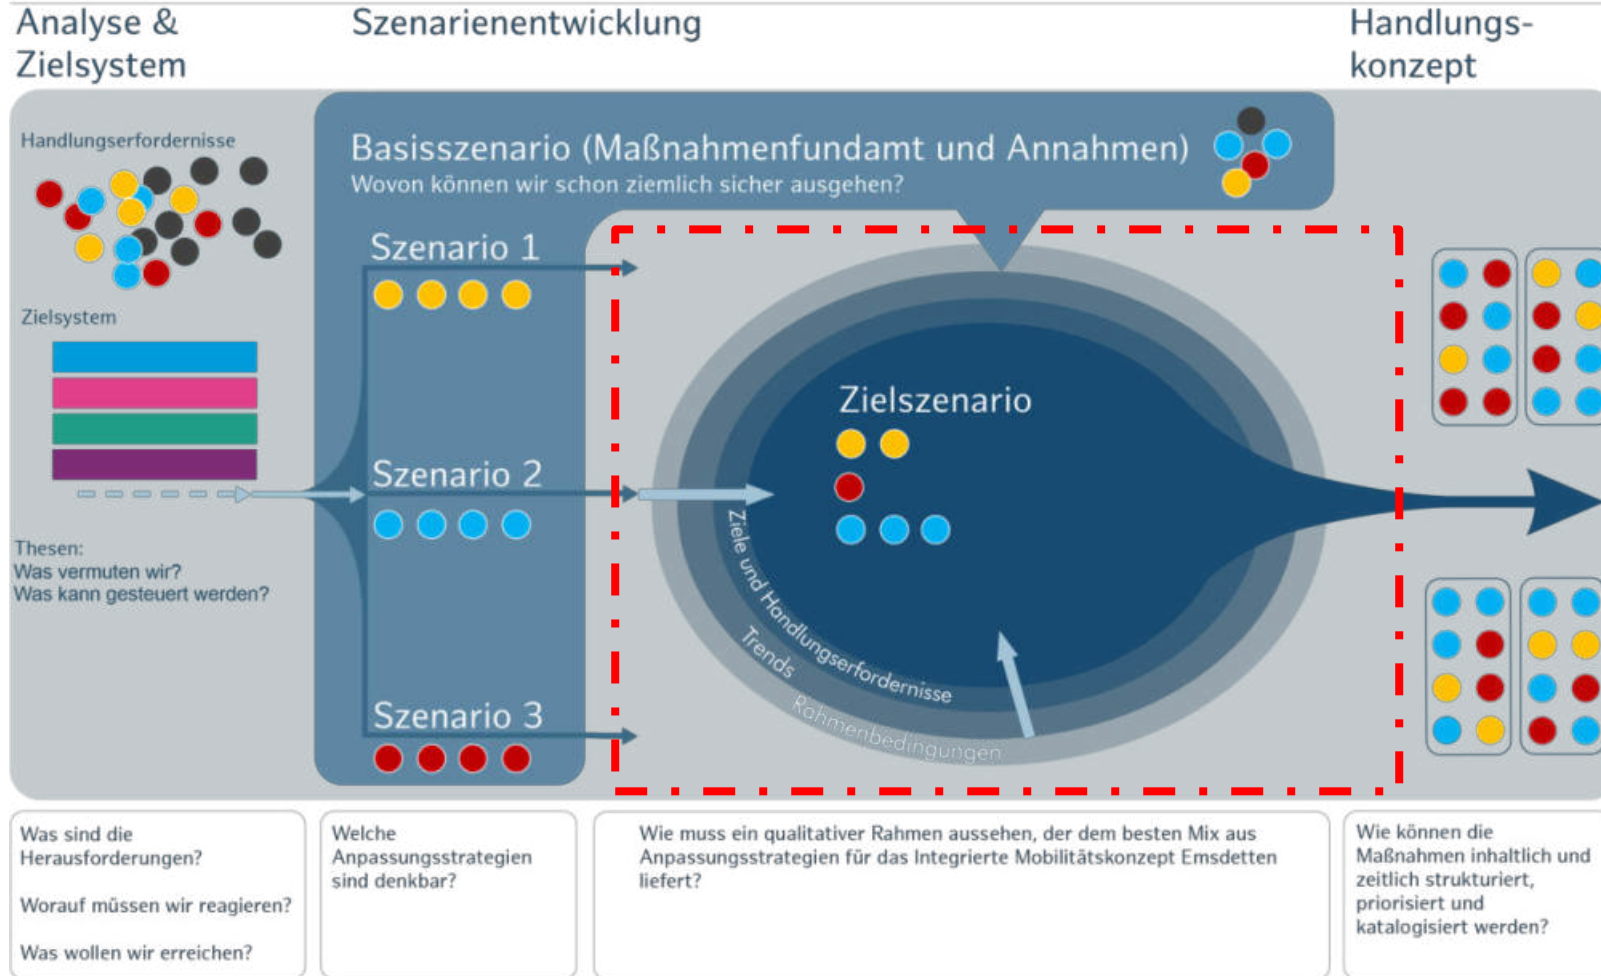 Analyse &
Zielsystem
Szenarienentwicklung
Handlungs-
konzept
Handlungserfordernisse
Zielsystem
Thesen:
Was vermuten wir?
Was kann gesteuert werden?
Basisszenario (Maßnahmenfundamt und Annahmen)
Wovon können wir schon ziemlich sicher ausgehen?
Szenario 1
Szenario 2
Szenario 3
Zielszenario
Ziele und Handlungserfordernisse
Trends
Rahmenbedingungen
Was sind die
Herausforderungen?
Worauf müssen wir reagieren?
Was wollen wir erreichen?
Welche
Anpassungsstrategien
sind denkbar?
Wie muss ein qualitativer Rahmen aussehen, der dem besten Mix aus
Anpassungsstrategien für das Integrierte Mobilitätskonzept Emsdetten
liefert?
Wie können die
Maßnahmen inhaltlich und
zeitlich strukturiert,
priorisiert und
katalogisiert werden?